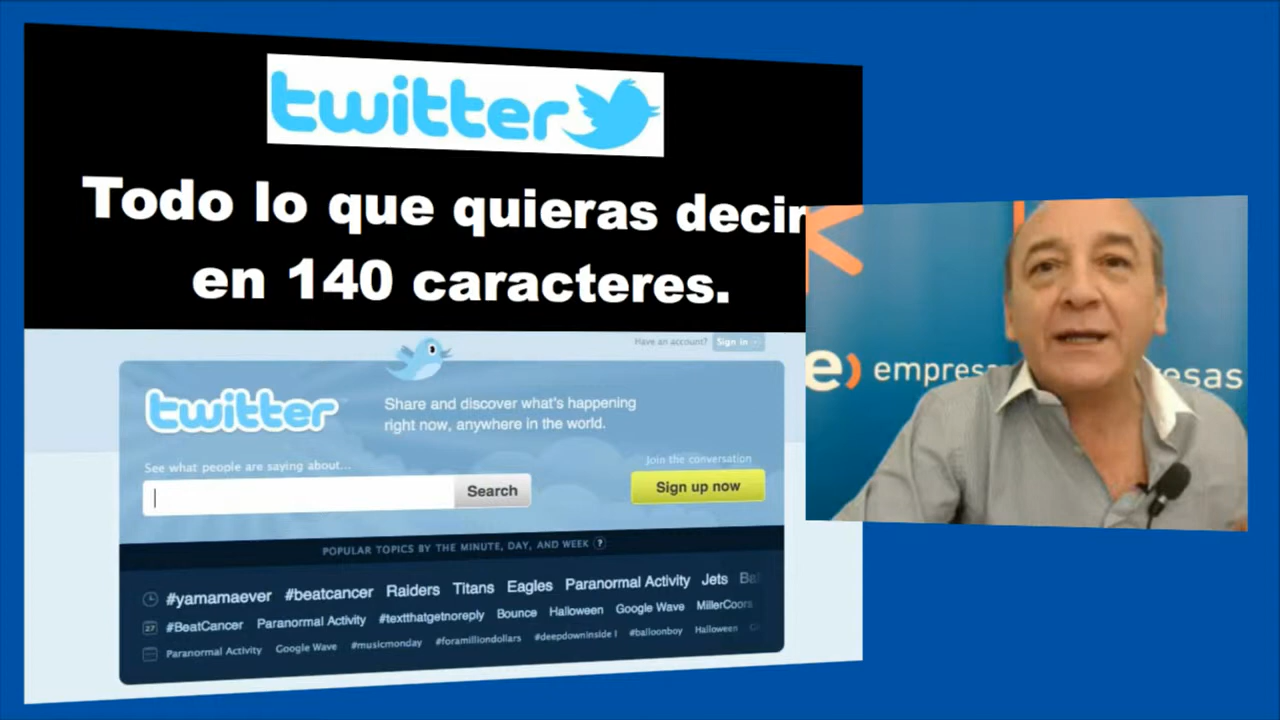 twitter
Todo lo que quieras decir
en 140 caracteres.
Have an account? Sign in
twitter
Share and discover what's happening
right now, anywhere in the world.
See what people are saying about...
Search
Join the conversation
Sign up now
POPULAR TOPICS BY THE MINUTE, DAY, AND WEEK ?
#yamamaever #beatcancer Raiders Titans Eagles Paranormal Activity Jets
27 #BeatCancer Paranormal Activity #textthatgetnoreply Bounce Halloween Google Wave MillerCoors
Paranormal Activity Google Wave #musicmonday #foramilliondollars #deepdowninside I #balloonboy Halloween
e) empres
esas